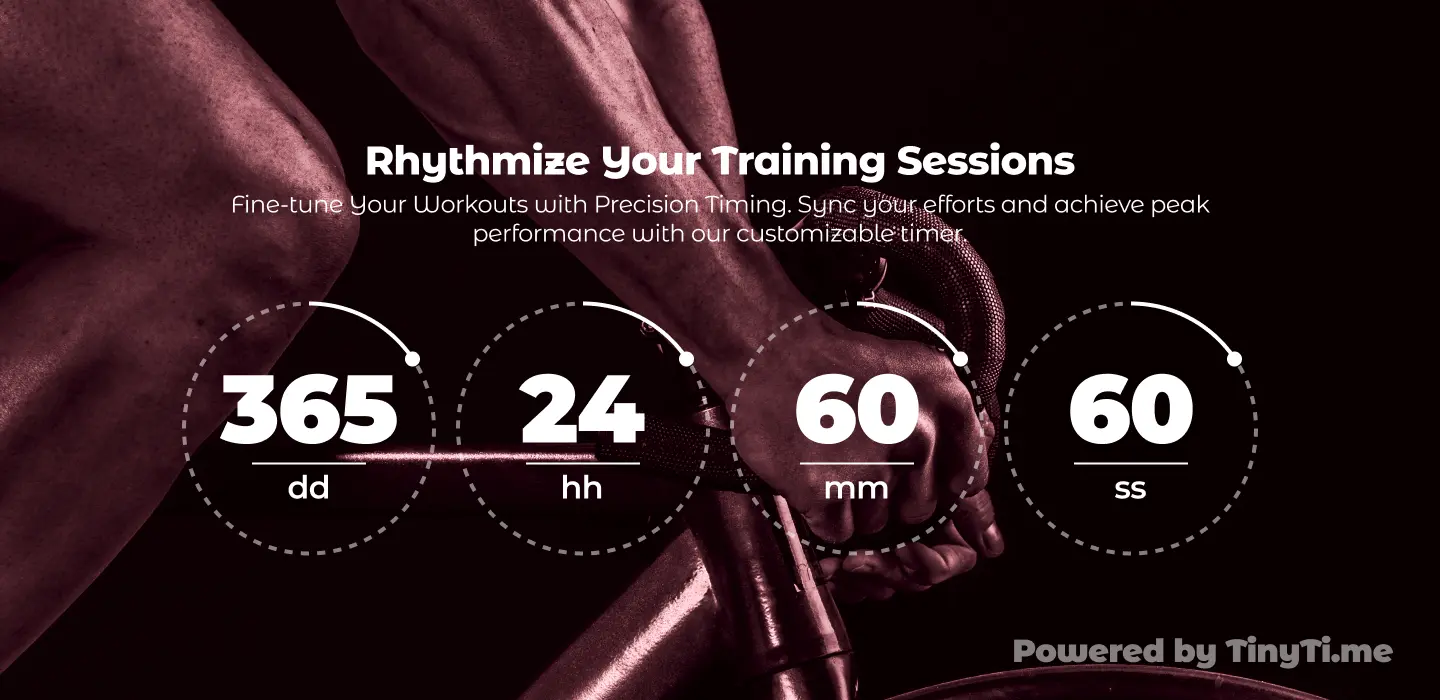 Rhythmize Your Training Sessions
Fine-tune Your Workouts with Precision Timing. Sync your efforts and achieve peak
performance with our customizable timer.
365 24 60 60
dd hh mm ss
Powered by TinyTi.me